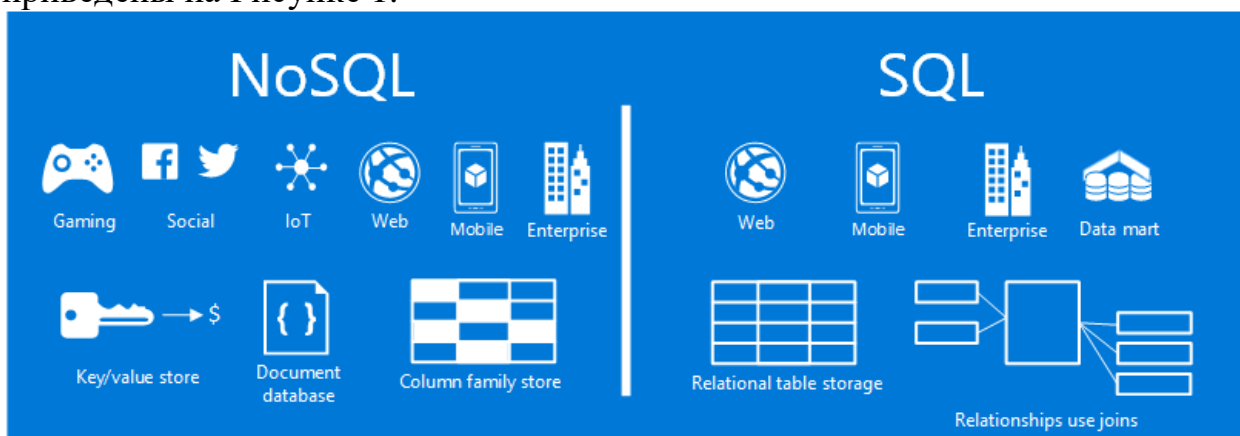 приведены на Рисунке 1.
NoSQL
SQL
Gaming
Social
IoT
Web
Mobile
Enterprise
Web
Mobile
Enterprise
Data mart
$
{ }
Key/value store
Document
database
Column family store
Relational table storage
Relationships use joins